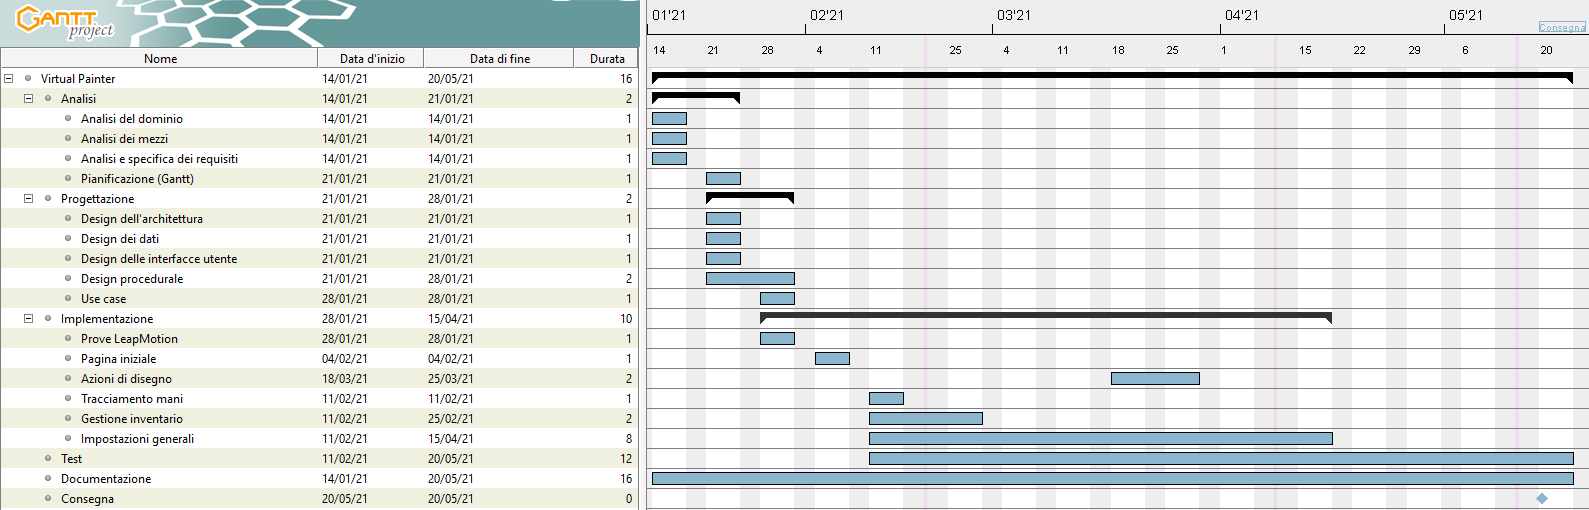 GANTT
project
01'21 02'21 03'21 04'21 05'21
Consegna
14 21 28 4 11 25 4 11 18 25 1 15 22 29 6 20
Nome Data d'inizio Data di fine Durata
Virtual Painter 14/01/21 20/05/21 16
Analisi 14/01/21 21/01/21 2
Analisi del dominio 14/01/21 14/01/21 1
Analisi dei mezzi 14/01/21 14/01/21 1
Analisi e specifica dei requisiti 14/01/21 14/01/21 1
Pianificazione (Gantt) 21/01/21 21/01/21 1
Progettazione 21/01/21 28/01/21 2
Design dell'architettura 21/01/21 21/01/21 1
Design dei dati 21/01/21 21/01/21 1
Design delle interfacce utente 21/01/21 21/01/21 1
Design procedurale 21/01/21 28/01/21 2
Use case 28/01/21 28/01/21 1
Implementazione 28/01/21 15/04/21 10
Prove LeapMotion 28/01/21 28/01/21 1
Pagina iniziale 04/02/21 04/02/21 1
Azioni di disegno 18/03/21 25/03/21 2
Tracciamento mani 11/02/21 11/02/21 1
Gestione inventario 11/02/21 25/02/21 2
Impostazioni generali 11/02/21 15/04/21 8
Test 11/02/21 20/05/21 12
Documentazione 14/01/21 20/05/21 16
Consegna 20/05/21 20/05/21 0